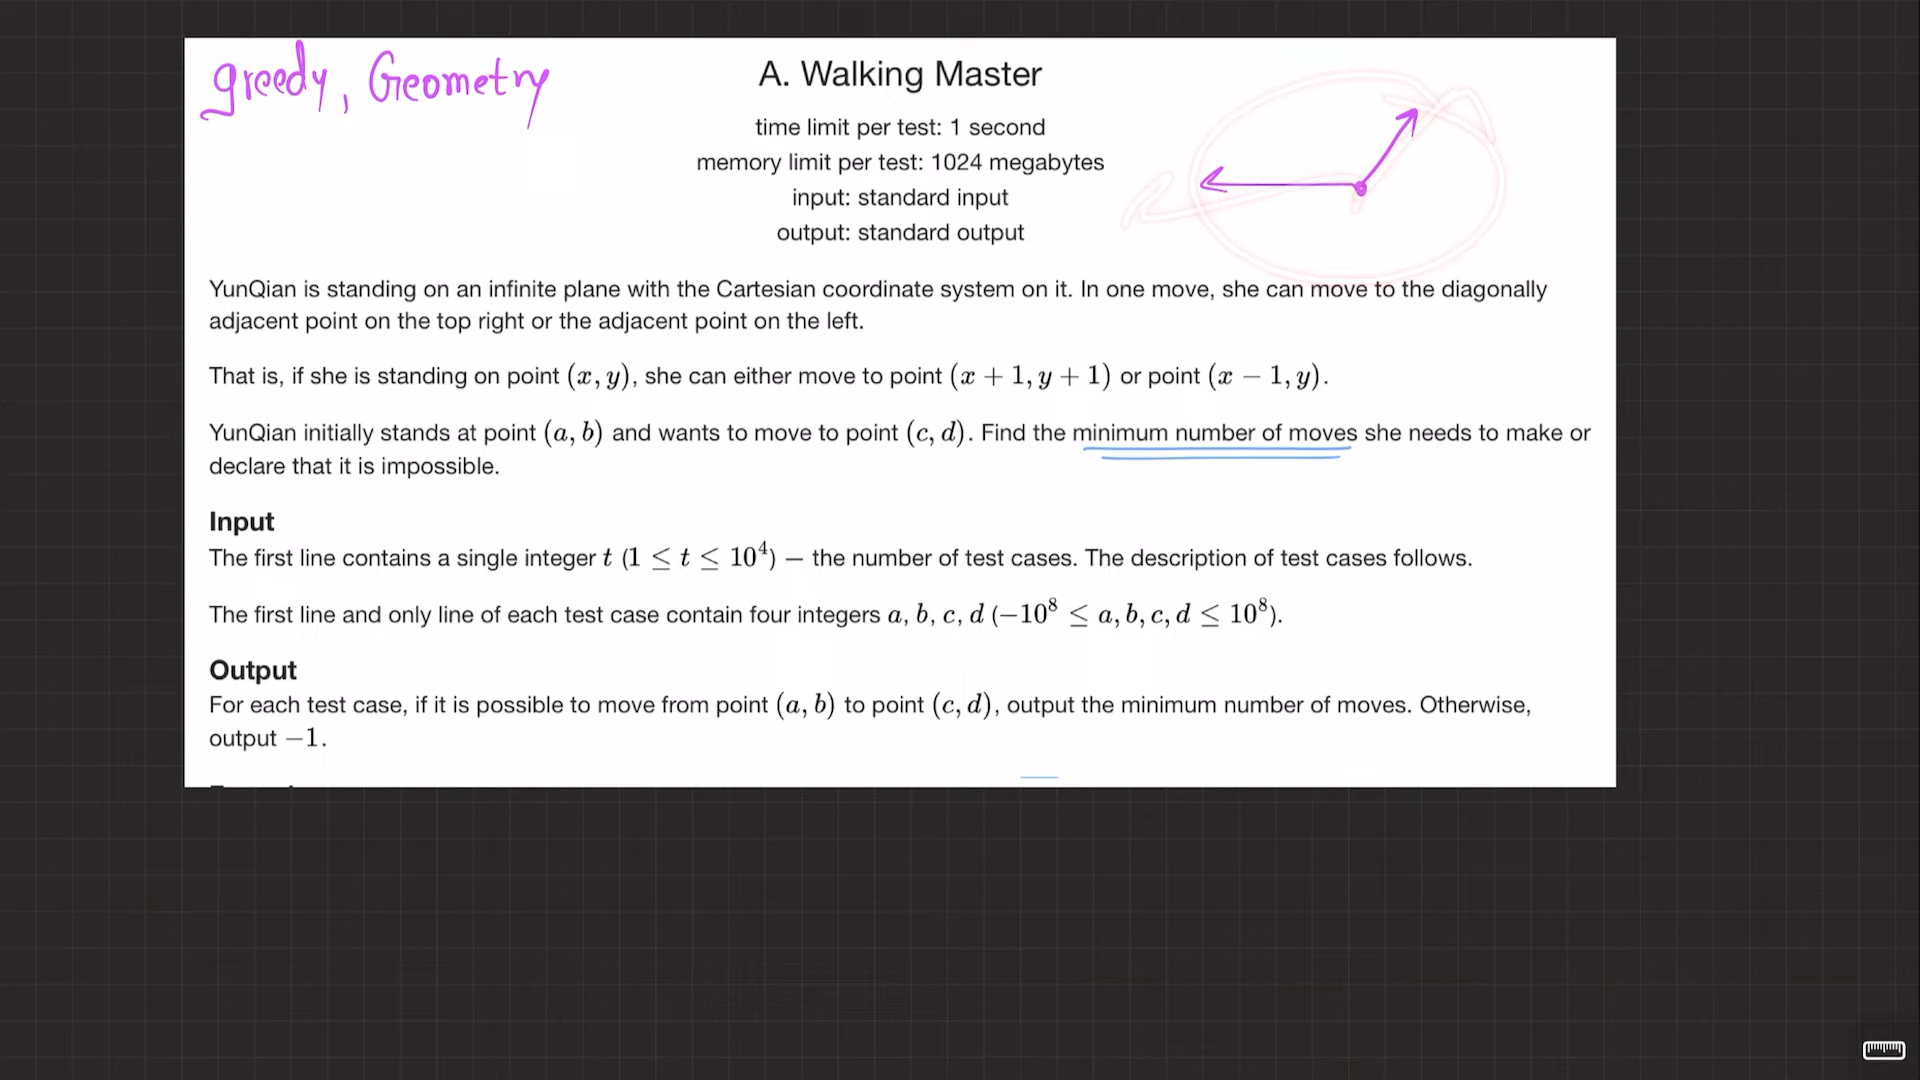 greedy, Geometry
A. Walking Master
time limit per test: 1 second
memory limit per test: 1024 megabytes
input: standard input
output: standard output
YunQian is standing on an infinite plane with the Cartesian coordinate system on it. In one move, she can move to the diagonally
adjacent point on the top right or the adjacent point on the left.
That is, if she is standing on point (x, y), she can either move to point (x + 1, y + 1) or point (x − 1, y).
YunQian initially stands at point (a, b) and wants to move to point (c, d). Find the minimum number of moves she needs to make or
declare that it is impossible.
Input
The first line contains a single integer t (1 ≤ t ≤ 10⁴) — the number of test cases. The description of test cases follows.
The first line and only line of each test case contain four integers a, b, c, d (−10⁸ ≤ a, b, c, d ≤ 10⁸).
Output
For each test case, if it is possible to move from point (a, b) to point (c, d), output the minimum number of moves. Otherwise,
output −1.